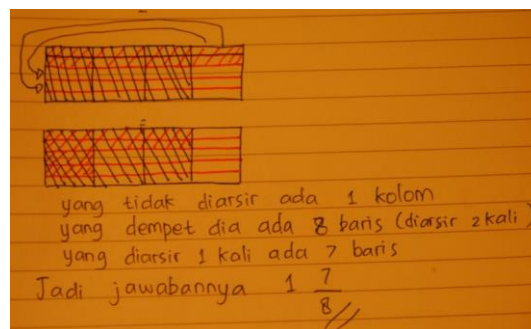 =
yang tidak diarsir ada 1 kolom
yang dempet dia ada 8 baris (diarsir 2 kali)
yang diarsir 1 kali ada 7 baris
Jadi jawabannya 1 7/8